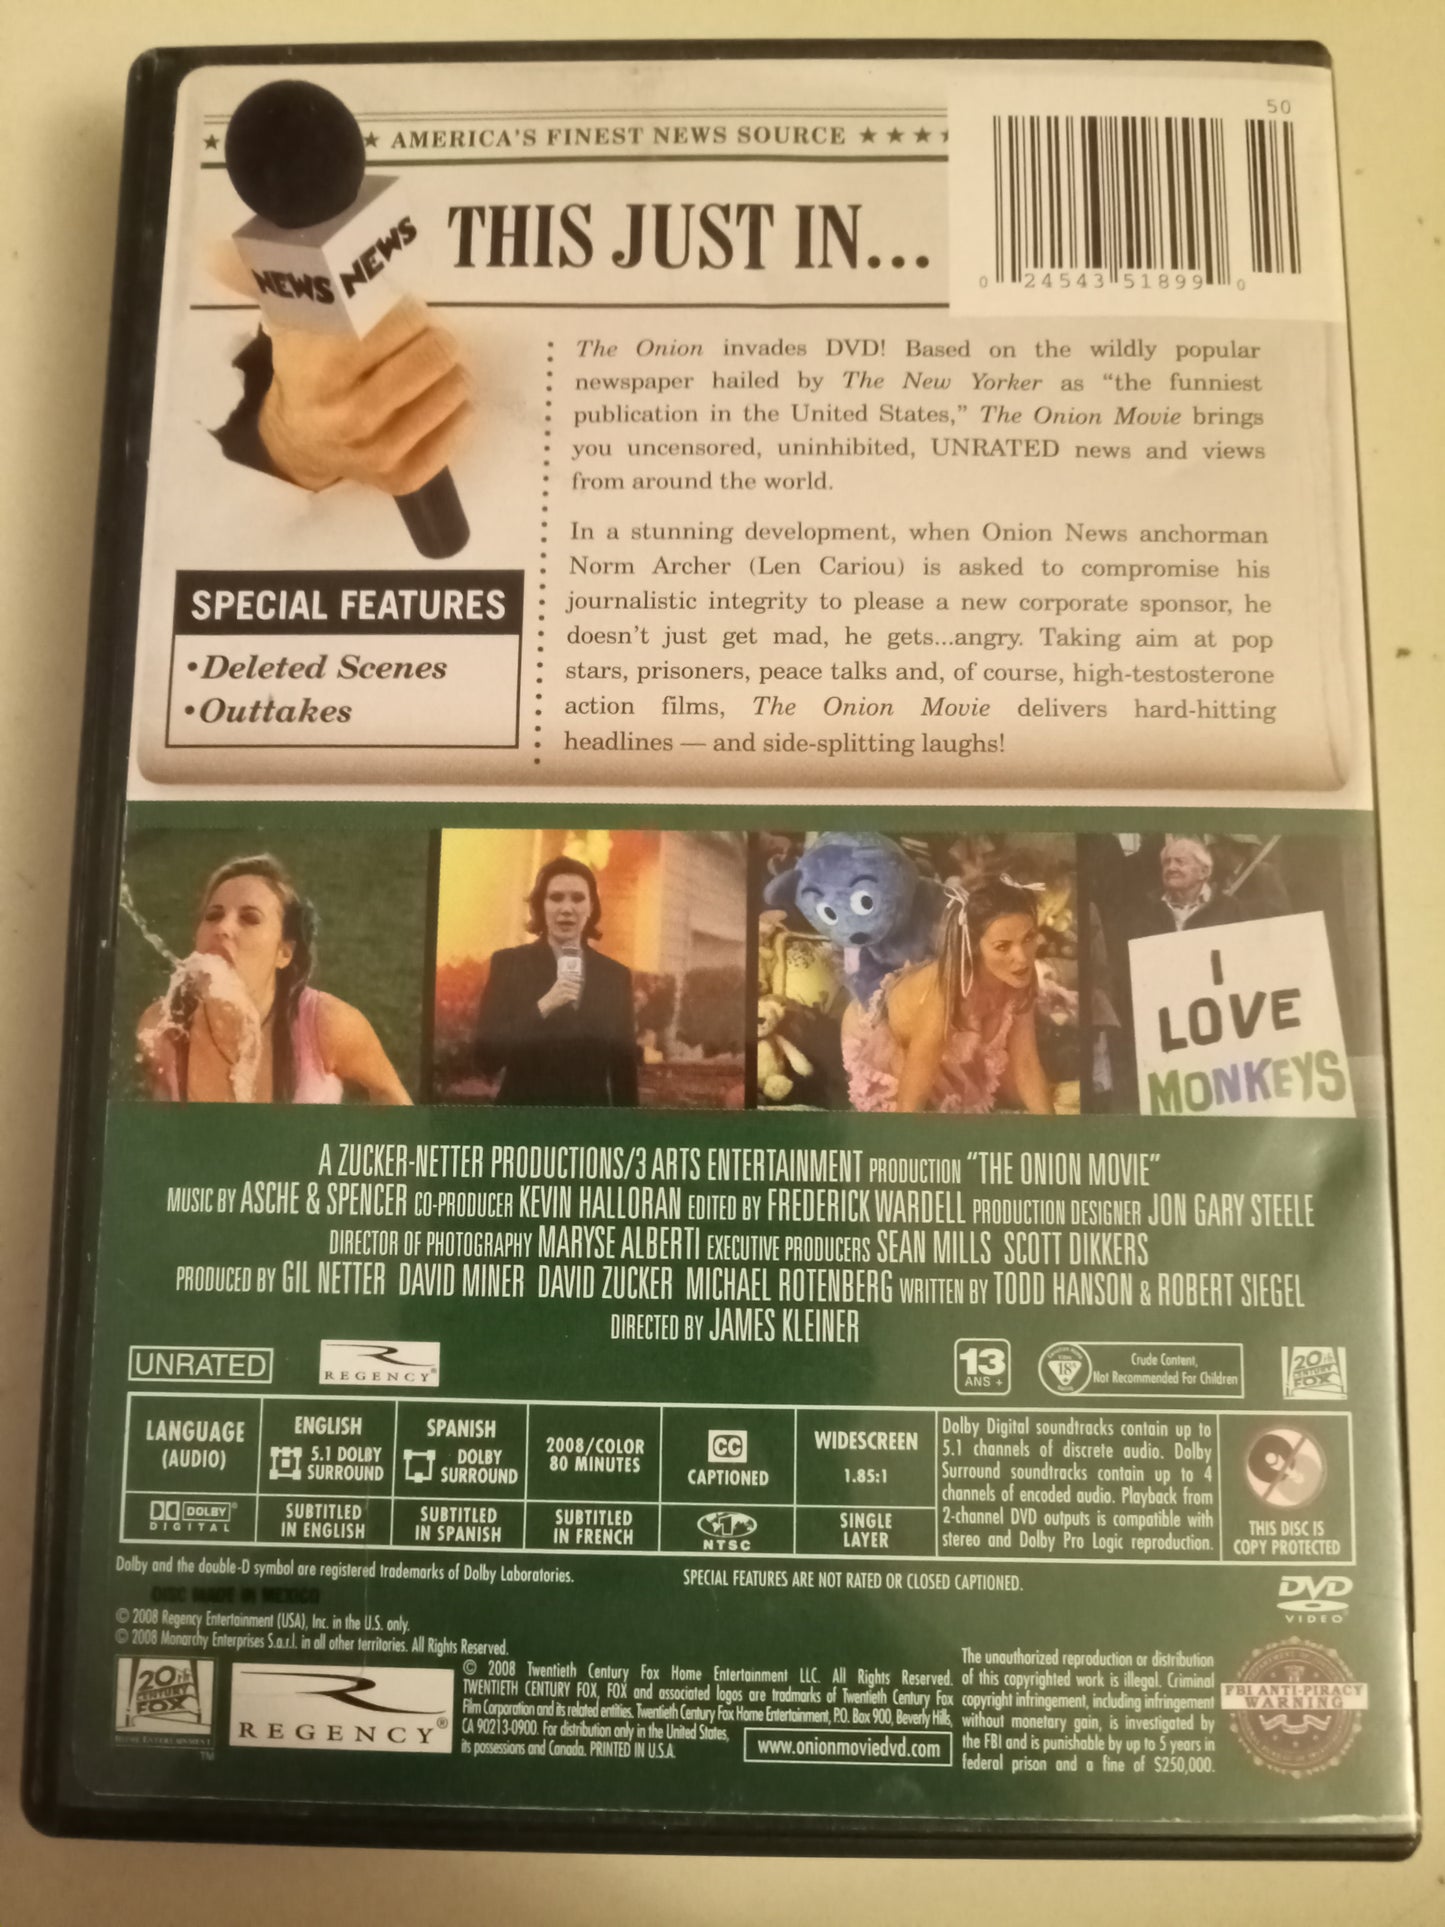 50
★ ★ AMERICA'S FINEST NEWS SOURCE ★ ★ ★ ★
NEWS NEWS
THIS JUST IN...
0 24543 51899 0
The Onion invades DVD! Based on the wildly popular
newspaper hailed by The New Yorker as “the funniest
publication in the United States,” The Onion Movie brings
you uncensored, uninhibited, UNRATED news and views
from around the world.
In a stunning development, when Onion News anchorman
Norm Archer (Len Cariou) is asked to compromise his
journalistic integrity to please a new corporate sponsor, he
doesn't just get mad, he gets...angry. Taking aim at pop
stars, prisoners, peace talks and, of course, high-testosterone
action films, The Onion Movie delivers hard-hitting
headlines — and side-splitting laughs!
SPECIAL FEATURES
•Deleted Scenes
•Outtakes
I
LOVE
MONKEYS
A ZUCKER-NETTER PRODUCTIONS/3 ARTS ENTERTAINMENT PRODUCTION “THE ONION MOVIE”
MUSIC BY ASCHE & SPENCER CO-PRODUCER KEVIN HALLORAN EDITED BY FREDERICK WARDELL PRODUCTION DESIGNER JON GARY STEELE
DIRECTOR OF PHOTOGRAPHY MARYSE ALBERTI EXECUTIVE PRODUCERS SEAN MILLS SCOTT DIKKERS
PRODUCED BY GIL NETTER DAVID MINER DAVID ZUCKER MICHAEL ROTENBERG WRITTEN BY TODD HANSON & ROBERT SIEGEL
DIRECTED BY JAMES KLEINER
UNRATED
REGENCY®
13
ANS +
18
Crude Content,
Not Recommended For Children
20th
CENTURY
FOX
LANGUAGE
(AUDIO)
ENGLISH
5.1 DOLBY
SURROUND
SPANISH
DOLBY
SURROUND
2008/COLOR
80 MINUTES
CC
CAPTIONED
WIDESCREEN
1.85:1
DOLBY®
DIGITAL
SUBTITLED
IN ENGLISH
SUBTITLED
IN SPANISH
SUBTITLED
IN FRENCH
1
NTSC
SINGLE
LAYER
Dolby Digital soundtracks contain up to
5.1 channels of discrete audio. Dolby
Surround soundtracks contain up to 4
channels of encoded audio. Playback from
2-channel DVD outputs is compatible with
stereo and Dolby Pro Logic reproduction.
THIS DISC IS
COPY PROTECTED
Dolby and the double-D symbol are registered trademarks of Dolby Laboratories.
SPECIAL FEATURES ARE NOT RATED OR CLOSED CAPTIONED.
DISC MADE IN MEXICO
DVD
VIDEO
© 2008 Regency Entertainment (USA), Inc. in the U.S. only.
© 2008 Monarchy Enterprises S.a.r.l. in all other territories. All Rights Reserved.
20th
CENTURY
FOX
HOME ENTERTAINMENT
TM
REGENCY®
© 2008 Twentieth Century Fox Home Entertainment LLC. All Rights Reserved.
TWENTIETH CENTURY FOX, FOX and associated logos are trademarks of Twentieth Century Fox
Film Corporation and its related entities. Twentieth Century Fox Home Entertainment, P.O. Box 900, Beverly Hills,
CA 90213-0900. For distribution only in the United States,
its possessions and Canada. PRINTED IN U.S.A.
www.onionmoviedvd.com
The unauthorized reproduction or distribution
of this copyrighted work is illegal. Criminal
copyright infringement, including infringement
without monetary gain, is investigated by
the FBI and is punishable by up to 5 years in
federal prison and a fine of $250,000.
FBI ANTI-PIRACY
WARNING